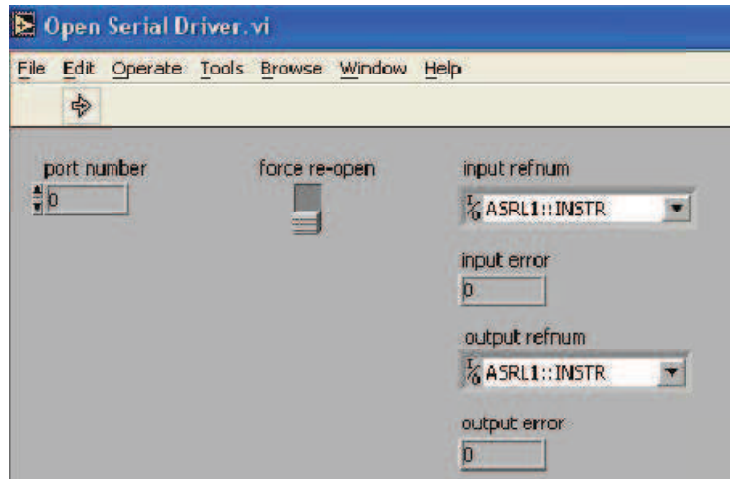 Open Serial Driver.vi
File Edit Operate Tools Browse Window Help
port number
0
force re-open
input refnum
I/O ASRL1::INSTR
input error
0
output refnum
I/O ASRL1::INSTR
output error
0